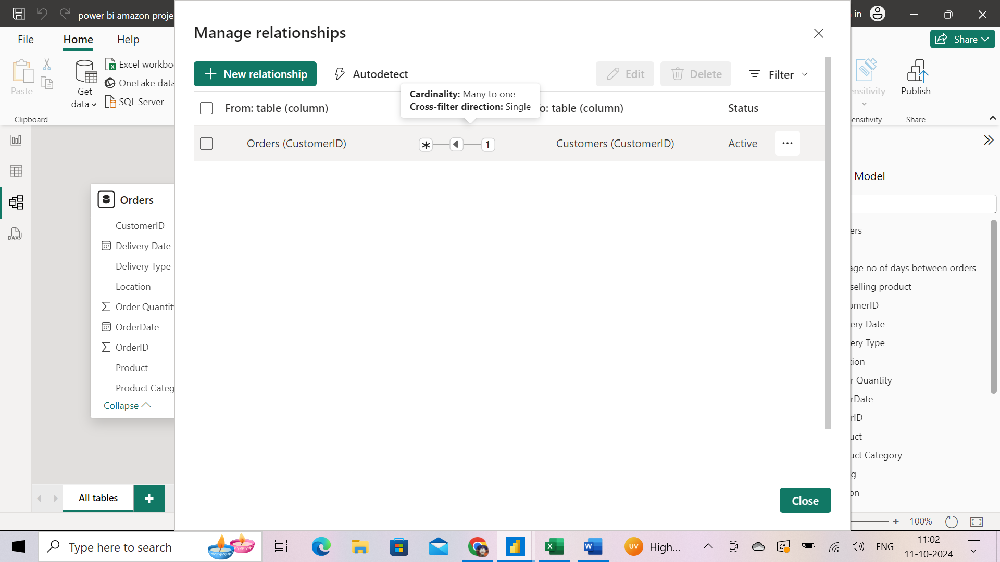 power bi amazon proje
in
File
Home
Help
Share
Paste
Clipboard
Get
data
Excel workbo
OneLake data
SQL Server
ensitivity
Sensitivity
Publish
Share
Manage relationships
New relationship
Autodetect
Edit
Delete
Filter
Cardinality: Many to one
Cross-filter direction: Single
From: table (column)
o: table (column)
Status
Orders (CustomerID)
* 1
Customers (CustomerID)
Active
...
DAX
Orders
CustomerID
Delivery Date
Delivery Type
Location
Order Quantity
OrderDate
OrderID
Product
Product Categ
Collapse
Model
ers
age no of days between orders
selling product
omerID
ery Date
ery Type
tion
r Quantity
rDate
rID
uct
uct Category
g
on
All tables
+
Close
+ 100%
Type here to search
UV
High...
ENG
11:02
11-10-2024